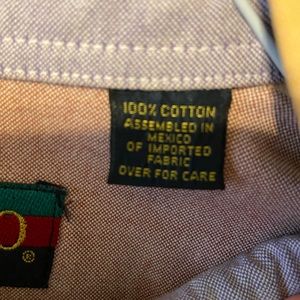 100% COTTON
ASSEMBLED IN
MEXICO
OF IMPORTED
FABRIC
OVER FOR CARE
O®